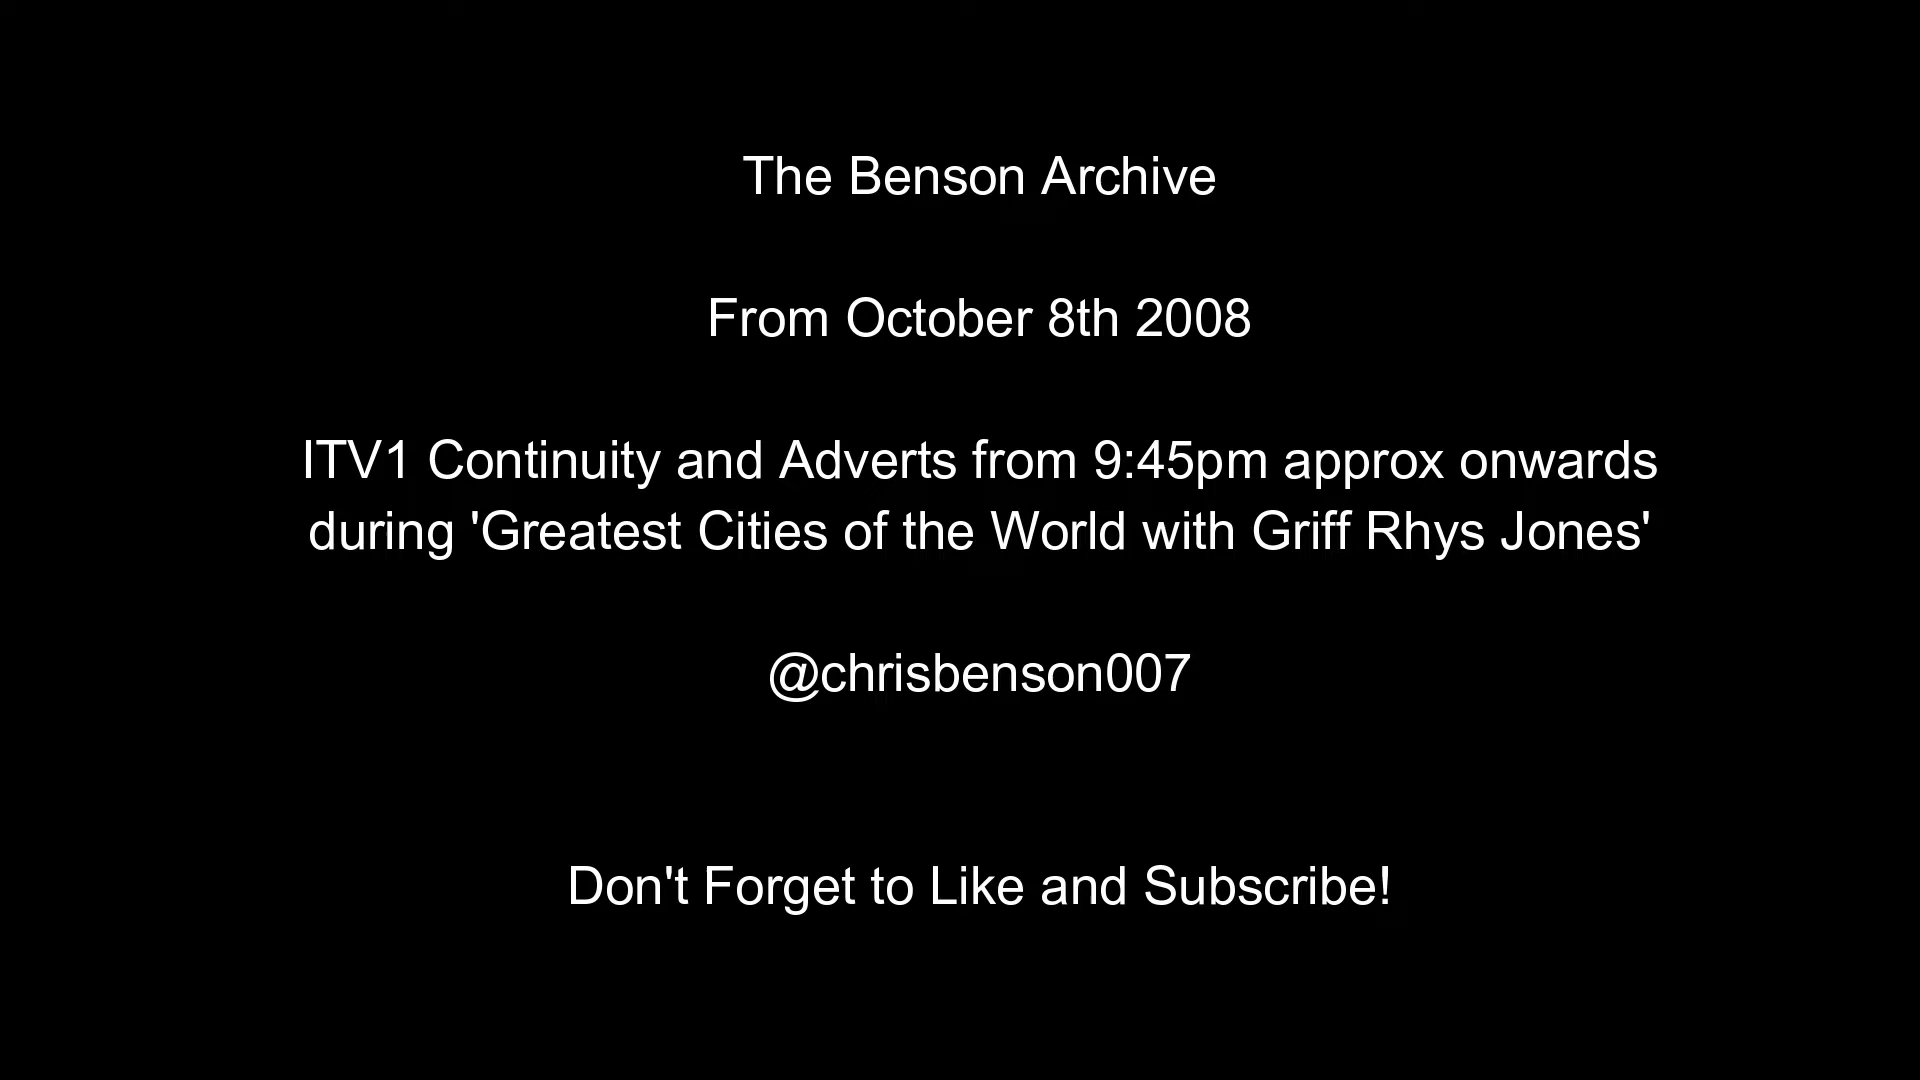 The Benson Archive
From October 8th 2008
ITV1 Continuity and Adverts from 9:45pm approx onwards
during 'Greatest Cities of the World with Griff Rhys Jones'
@chrisbenson007
Don't Forget to Like and Subscribe!